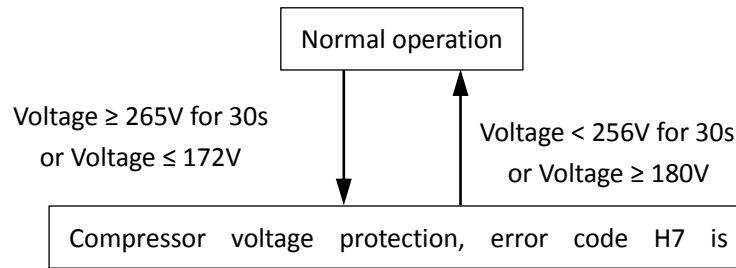 Normal operation
Voltage ≥ 265V for 30s
or Voltage ≤ 172V
Voltage < 256V for 30s
or Voltage ≥ 180V
Compressor voltage protection, error code H7 is